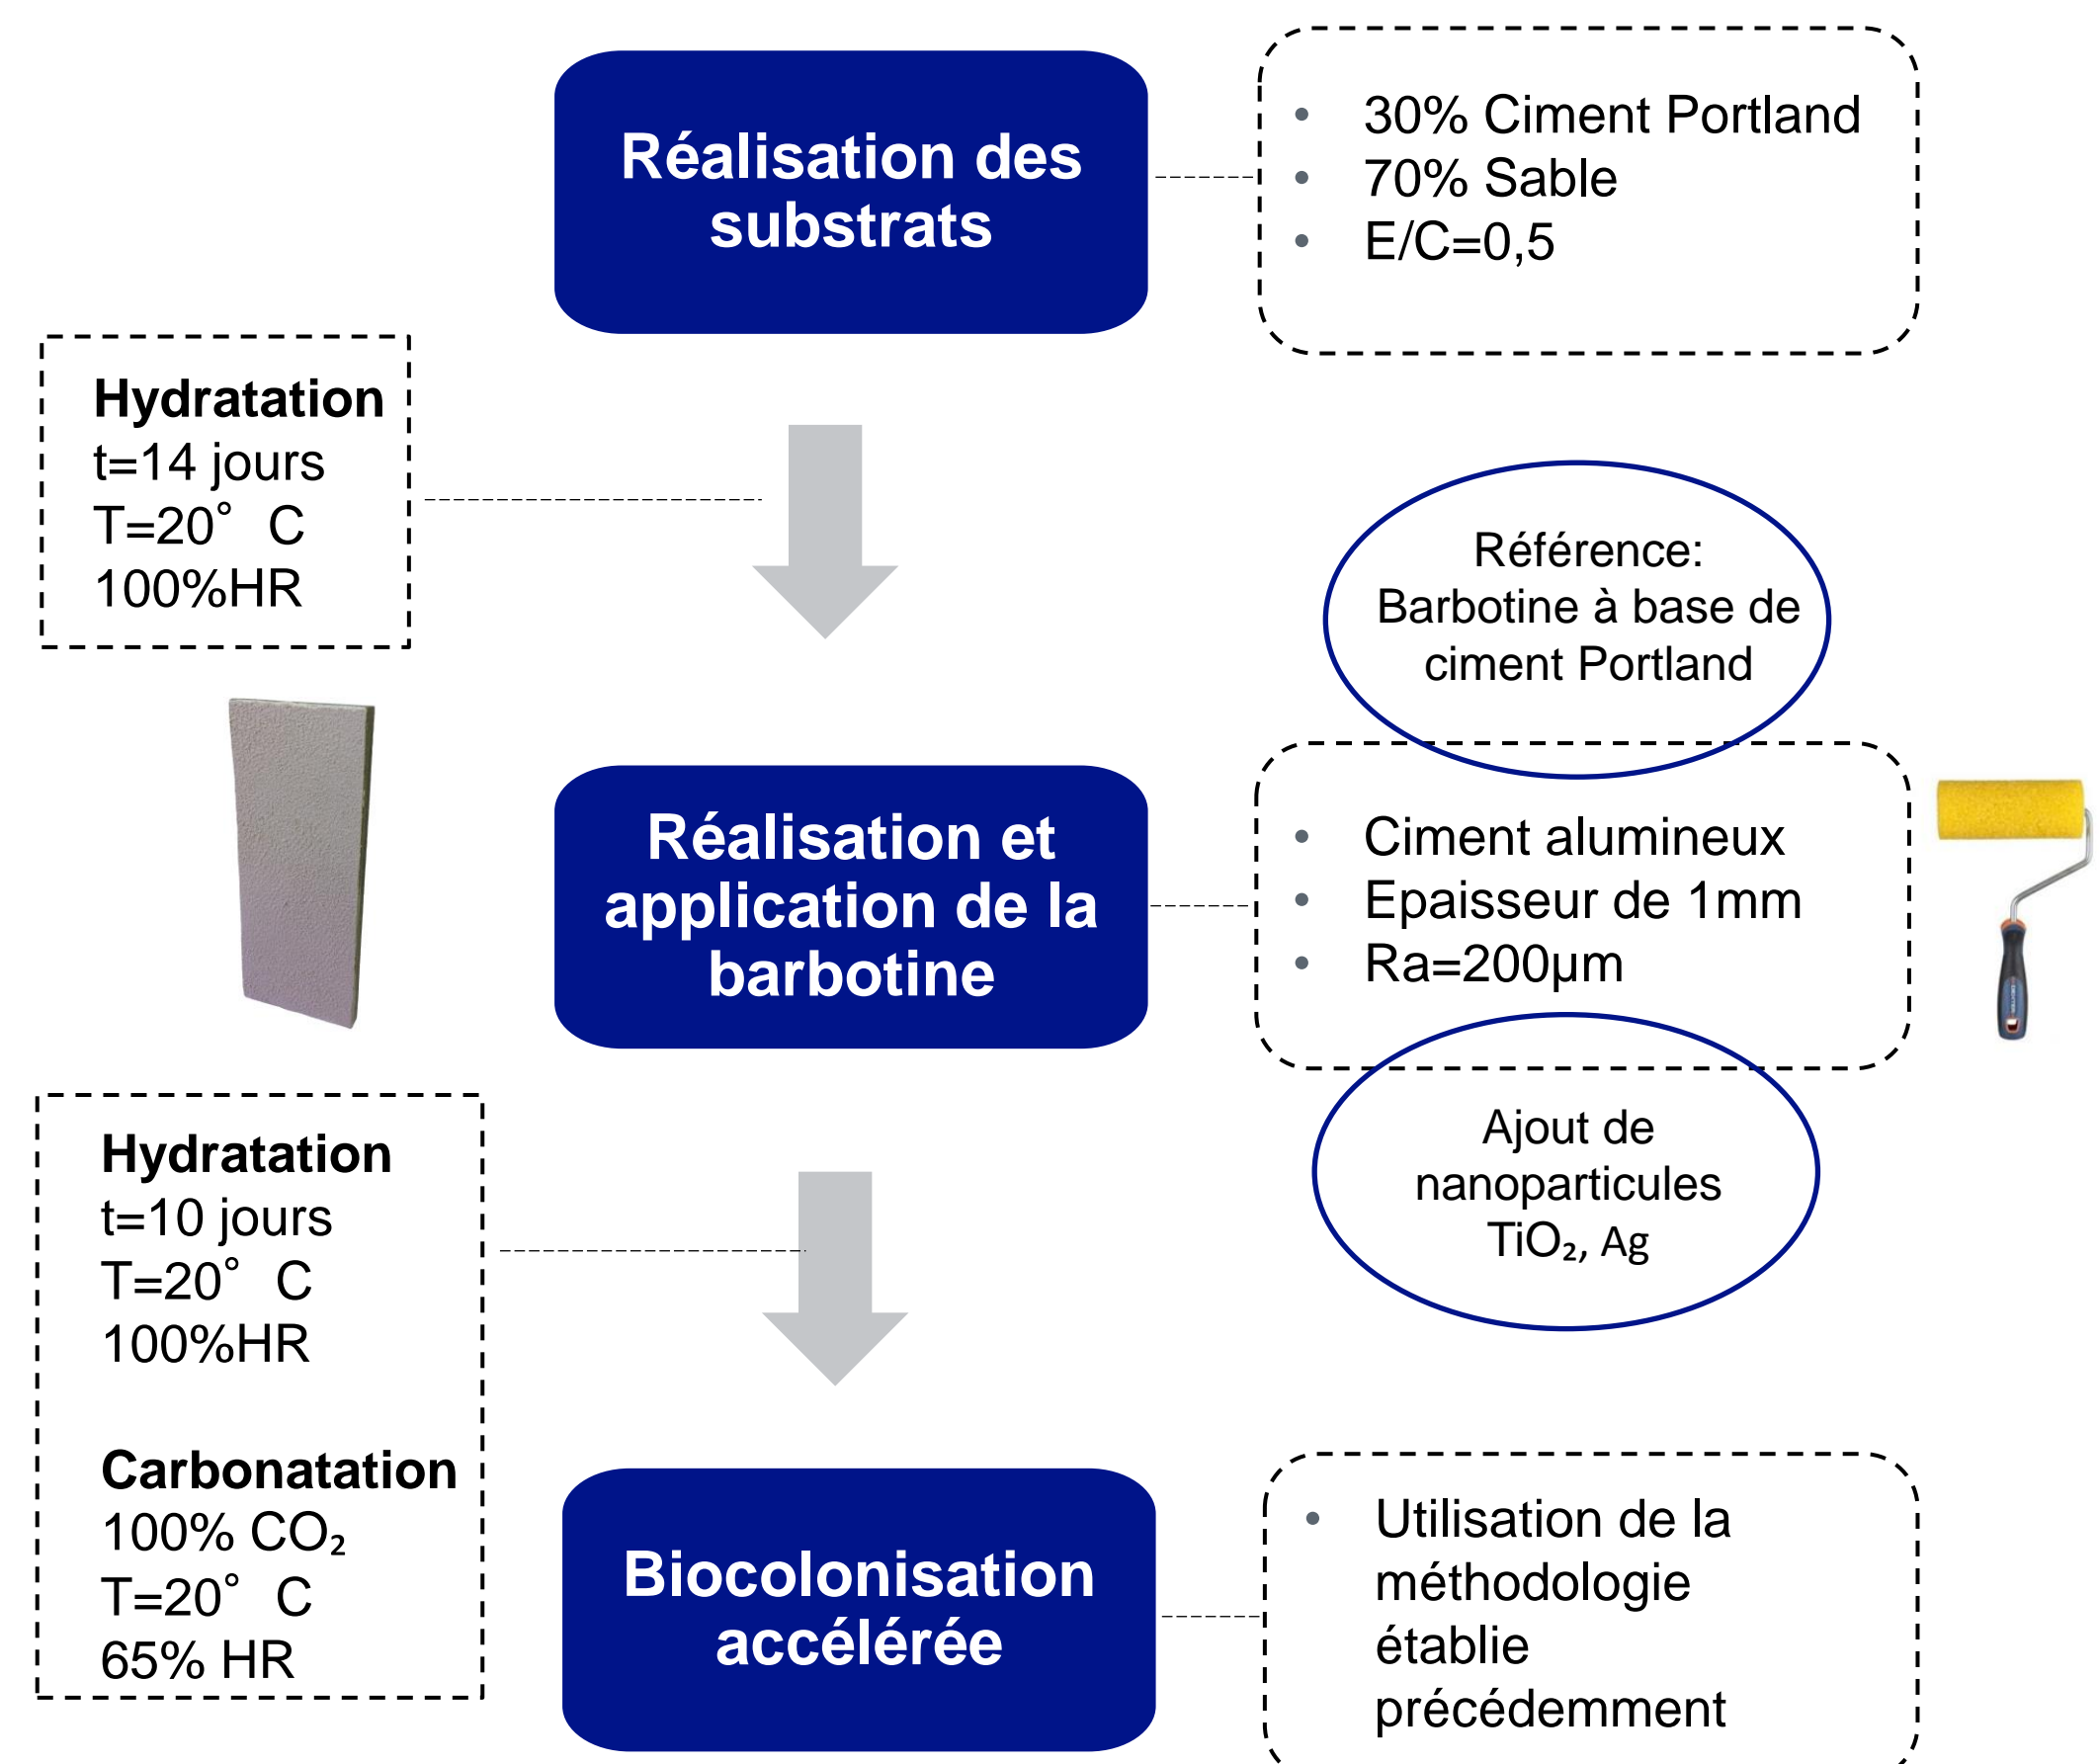 Réalisation des
substrats
• 30% Ciment Portland
• 70% Sable
• E/C=0,5
Hydratation
t=14 jours
T=20° C
100%HR
Référence:
Barbotine à base de
ciment Portland
Réalisation et
application de la
barbotine
• Ciment alumineux
• Epaisseur de 1mm
• Ra=200µm
Ajout de
nanoparticules
TiO₂, Ag
Hydratation
t=10 jours
T=20° C
100%HR
Carbonatation
100% CO₂
T=20° C
65% HR
Biocolonisation
accélérée
• Utilisation de la
méthodologie
établie
précédemment